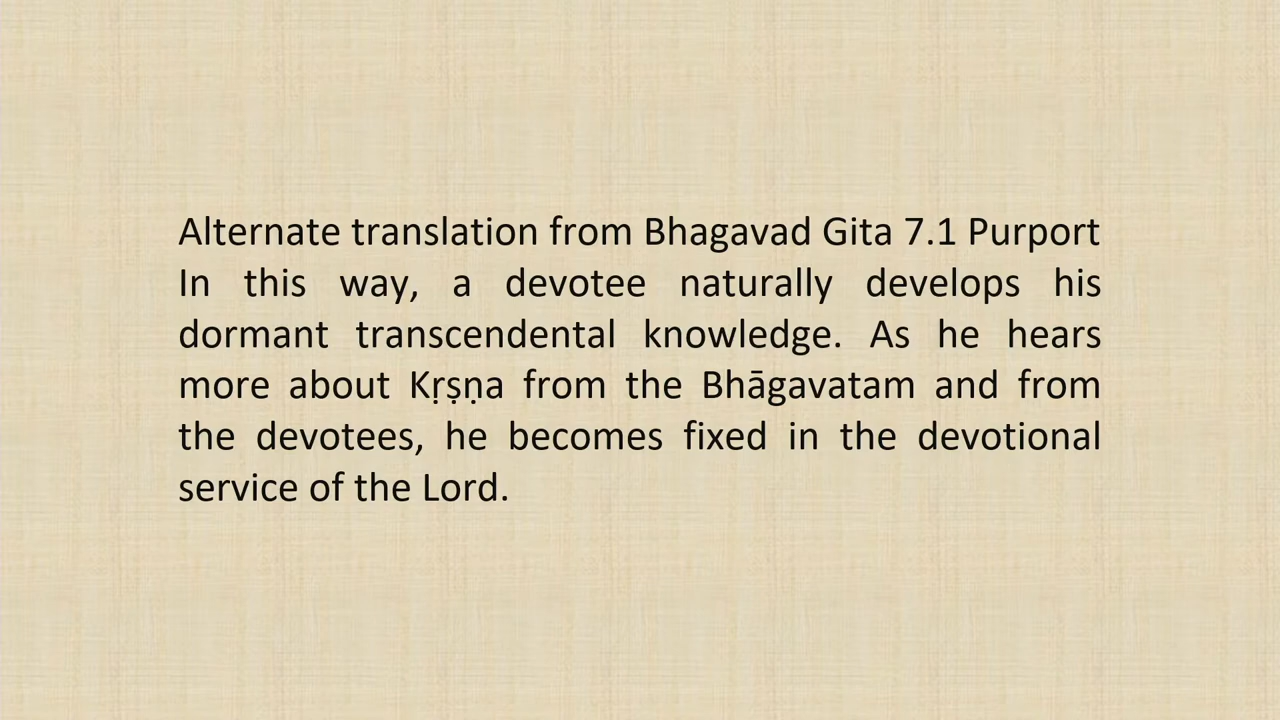 Alternate translation from Bhagavad Gita 7.1 Purport
In this way, a devotee naturally develops his
dormant transcendental knowledge. As he hears
more about Kṛṣṇa from the Bhāgavatam and from
the devotees, he becomes fixed in the devotional
service of the Lord.